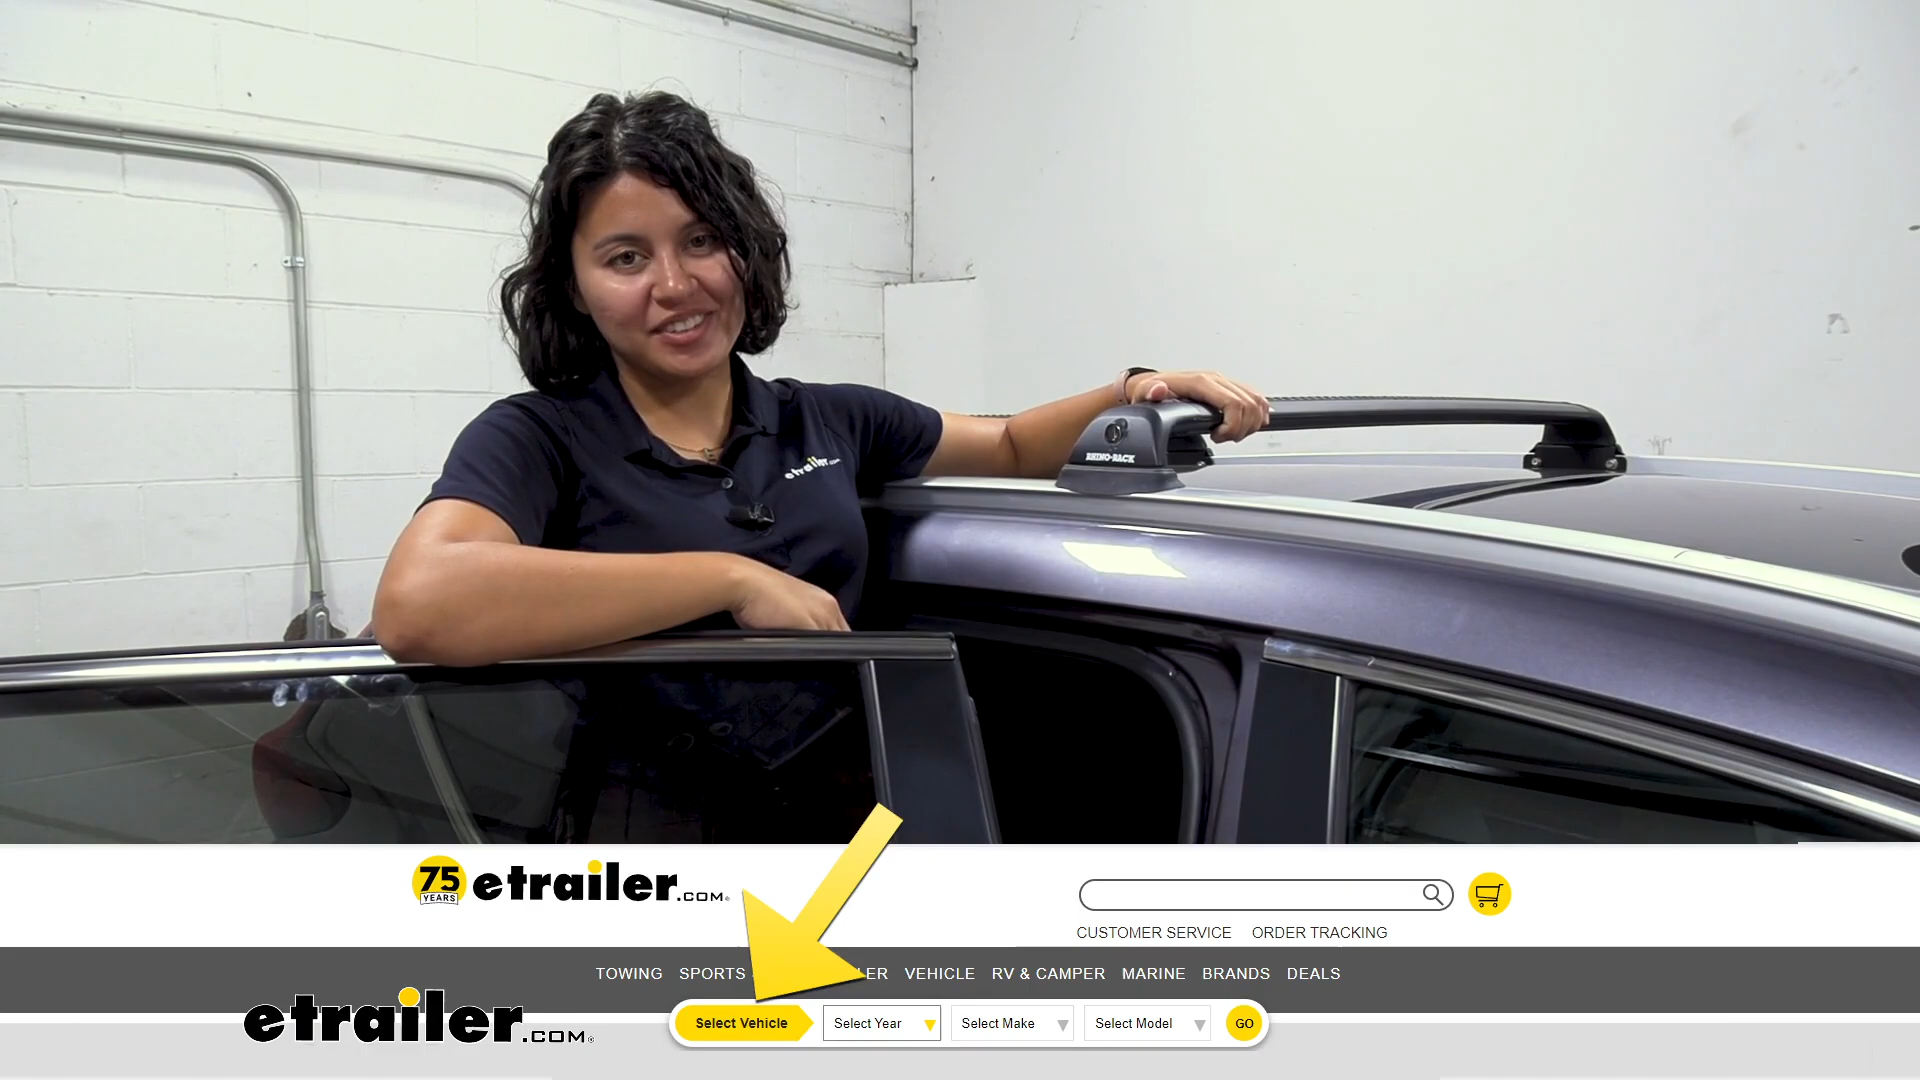 etrailer.com
RHINO-RACK
75
YEARS
etrailer.com
CUSTOMER SERVICE ORDER TRACKING
TOWING SPORTS LER VEHICLE RV & CAMPER MARINE BRANDS DEALS
etrailer.com
Select Vehicle Select Year Select Make Select Model GO